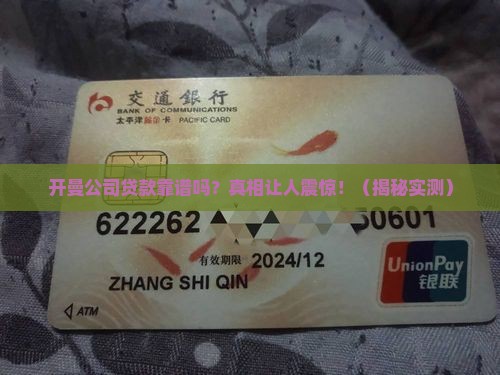 交通銀行
BANK OF COMMUNICATIONS
太平洋 卡 PACIFIC CARD
开曼公司贷款靠谱吗？真相让人震惊！（揭秘实测）
622262 50601
有效期限 2024/12
ZHANG SHI QIN
UnionPay
银联
ATM